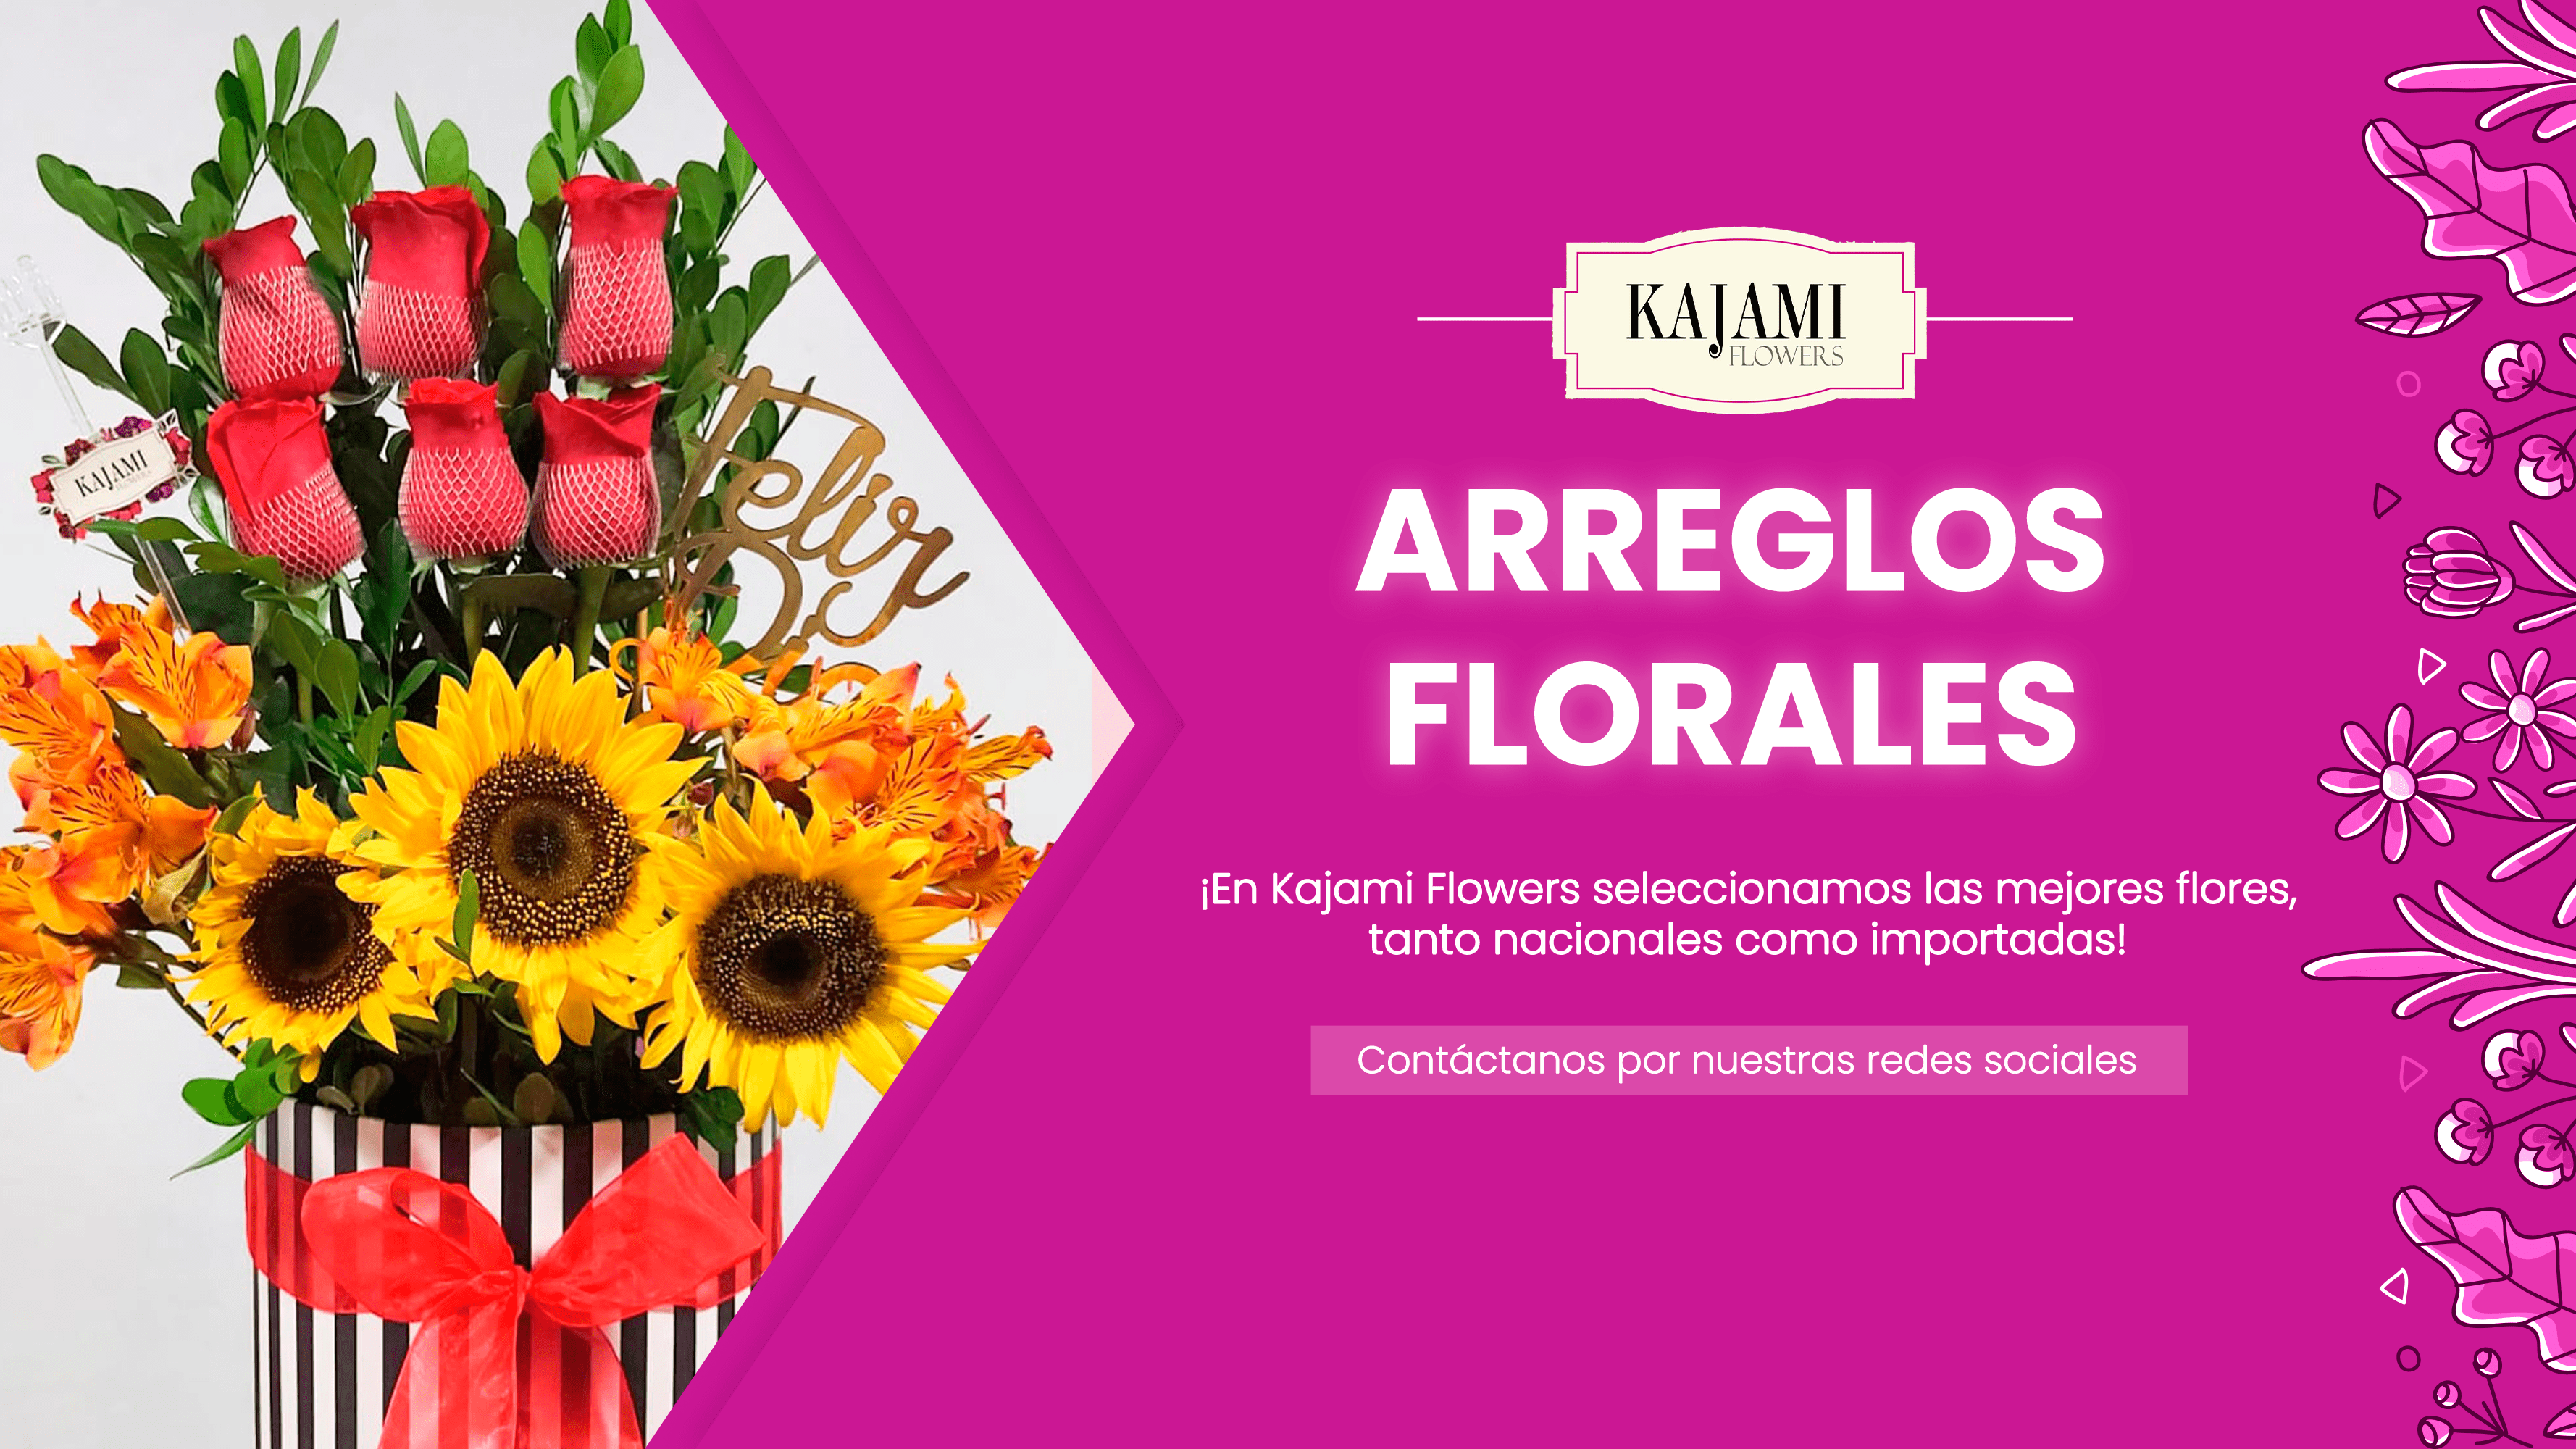 KAJAMI
FLOWERS
ARREGLOS
FLORALES
¡En Kajami Flowers seleccionamos las mejores flores,
tanto nacionales como importadas!
Contáctanos por nuestras redes sociales
KAJAMI
FLOWERS
Feliz